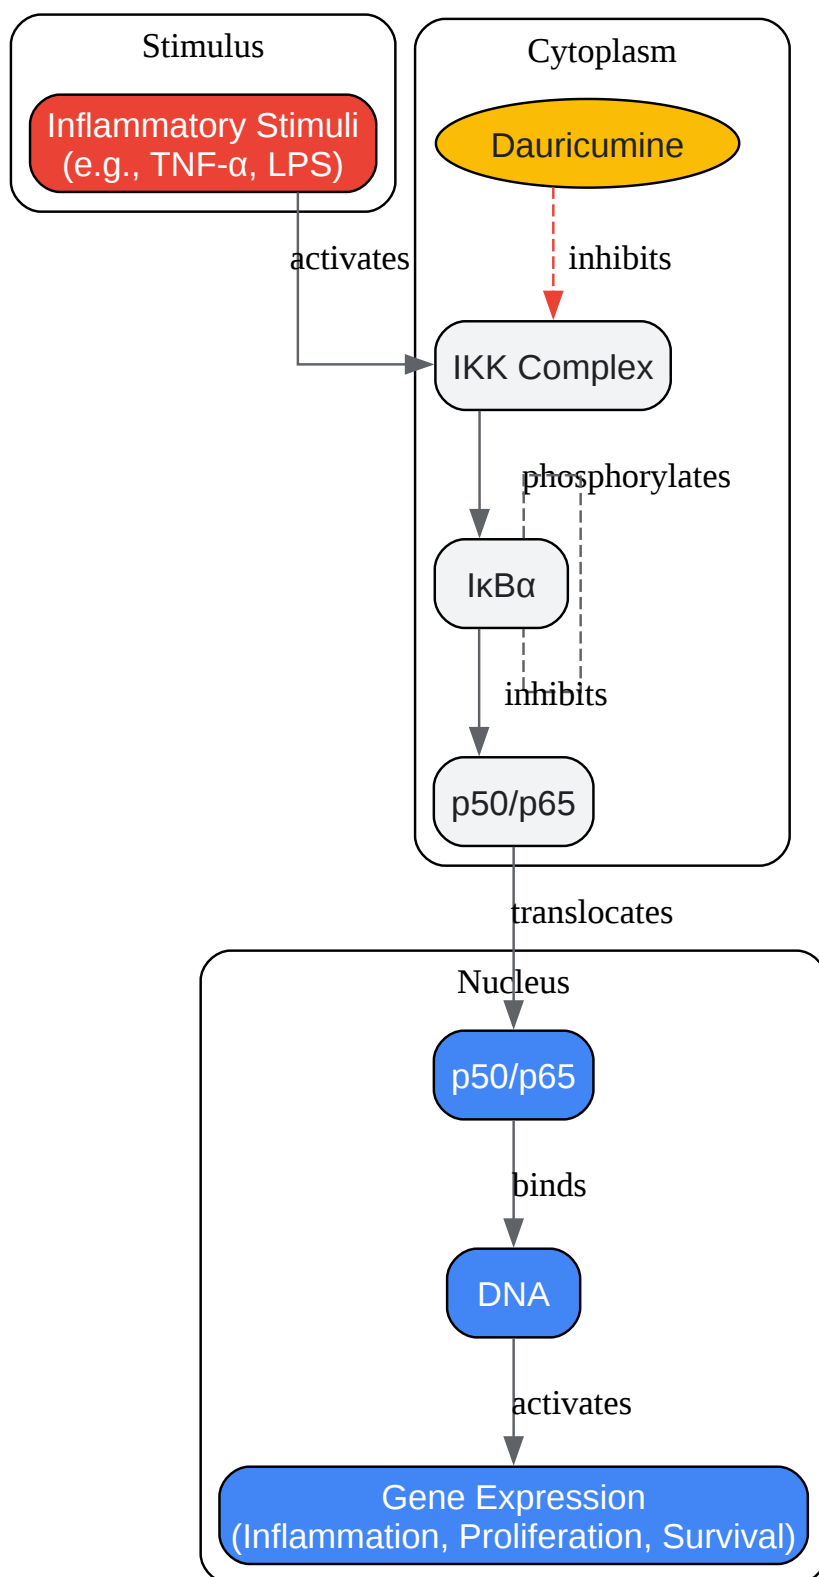 Stimulus
Inflammatory Stimuli
(e.g., TNF-α, LPS)
Cytoplasm
Dauricumine
activates
inhibits
IKK Complex
phosphorylates
IκBα
inhibits
p50/p65
translocates
Nucleus
p50/p65
binds
DNA
activates
Gene Expression
(Inflammation, Proliferation, Survival)